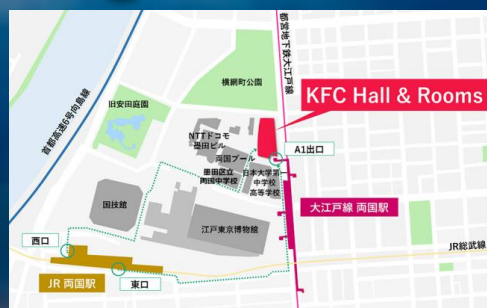 都営地下鉄大江戸線
首都高速6号向島線
横網町公園
旧安田庭園
KFC Hall & Rooms
NTTドコモ
墨田ビル
両国プール
A1出口
墨田区立
両国中学校
日本大学第一
中学校
高等学校
国技館
大江戸線 両国駅
江戸東京博物館
西口
JR総武線
JR 両国駅
東口